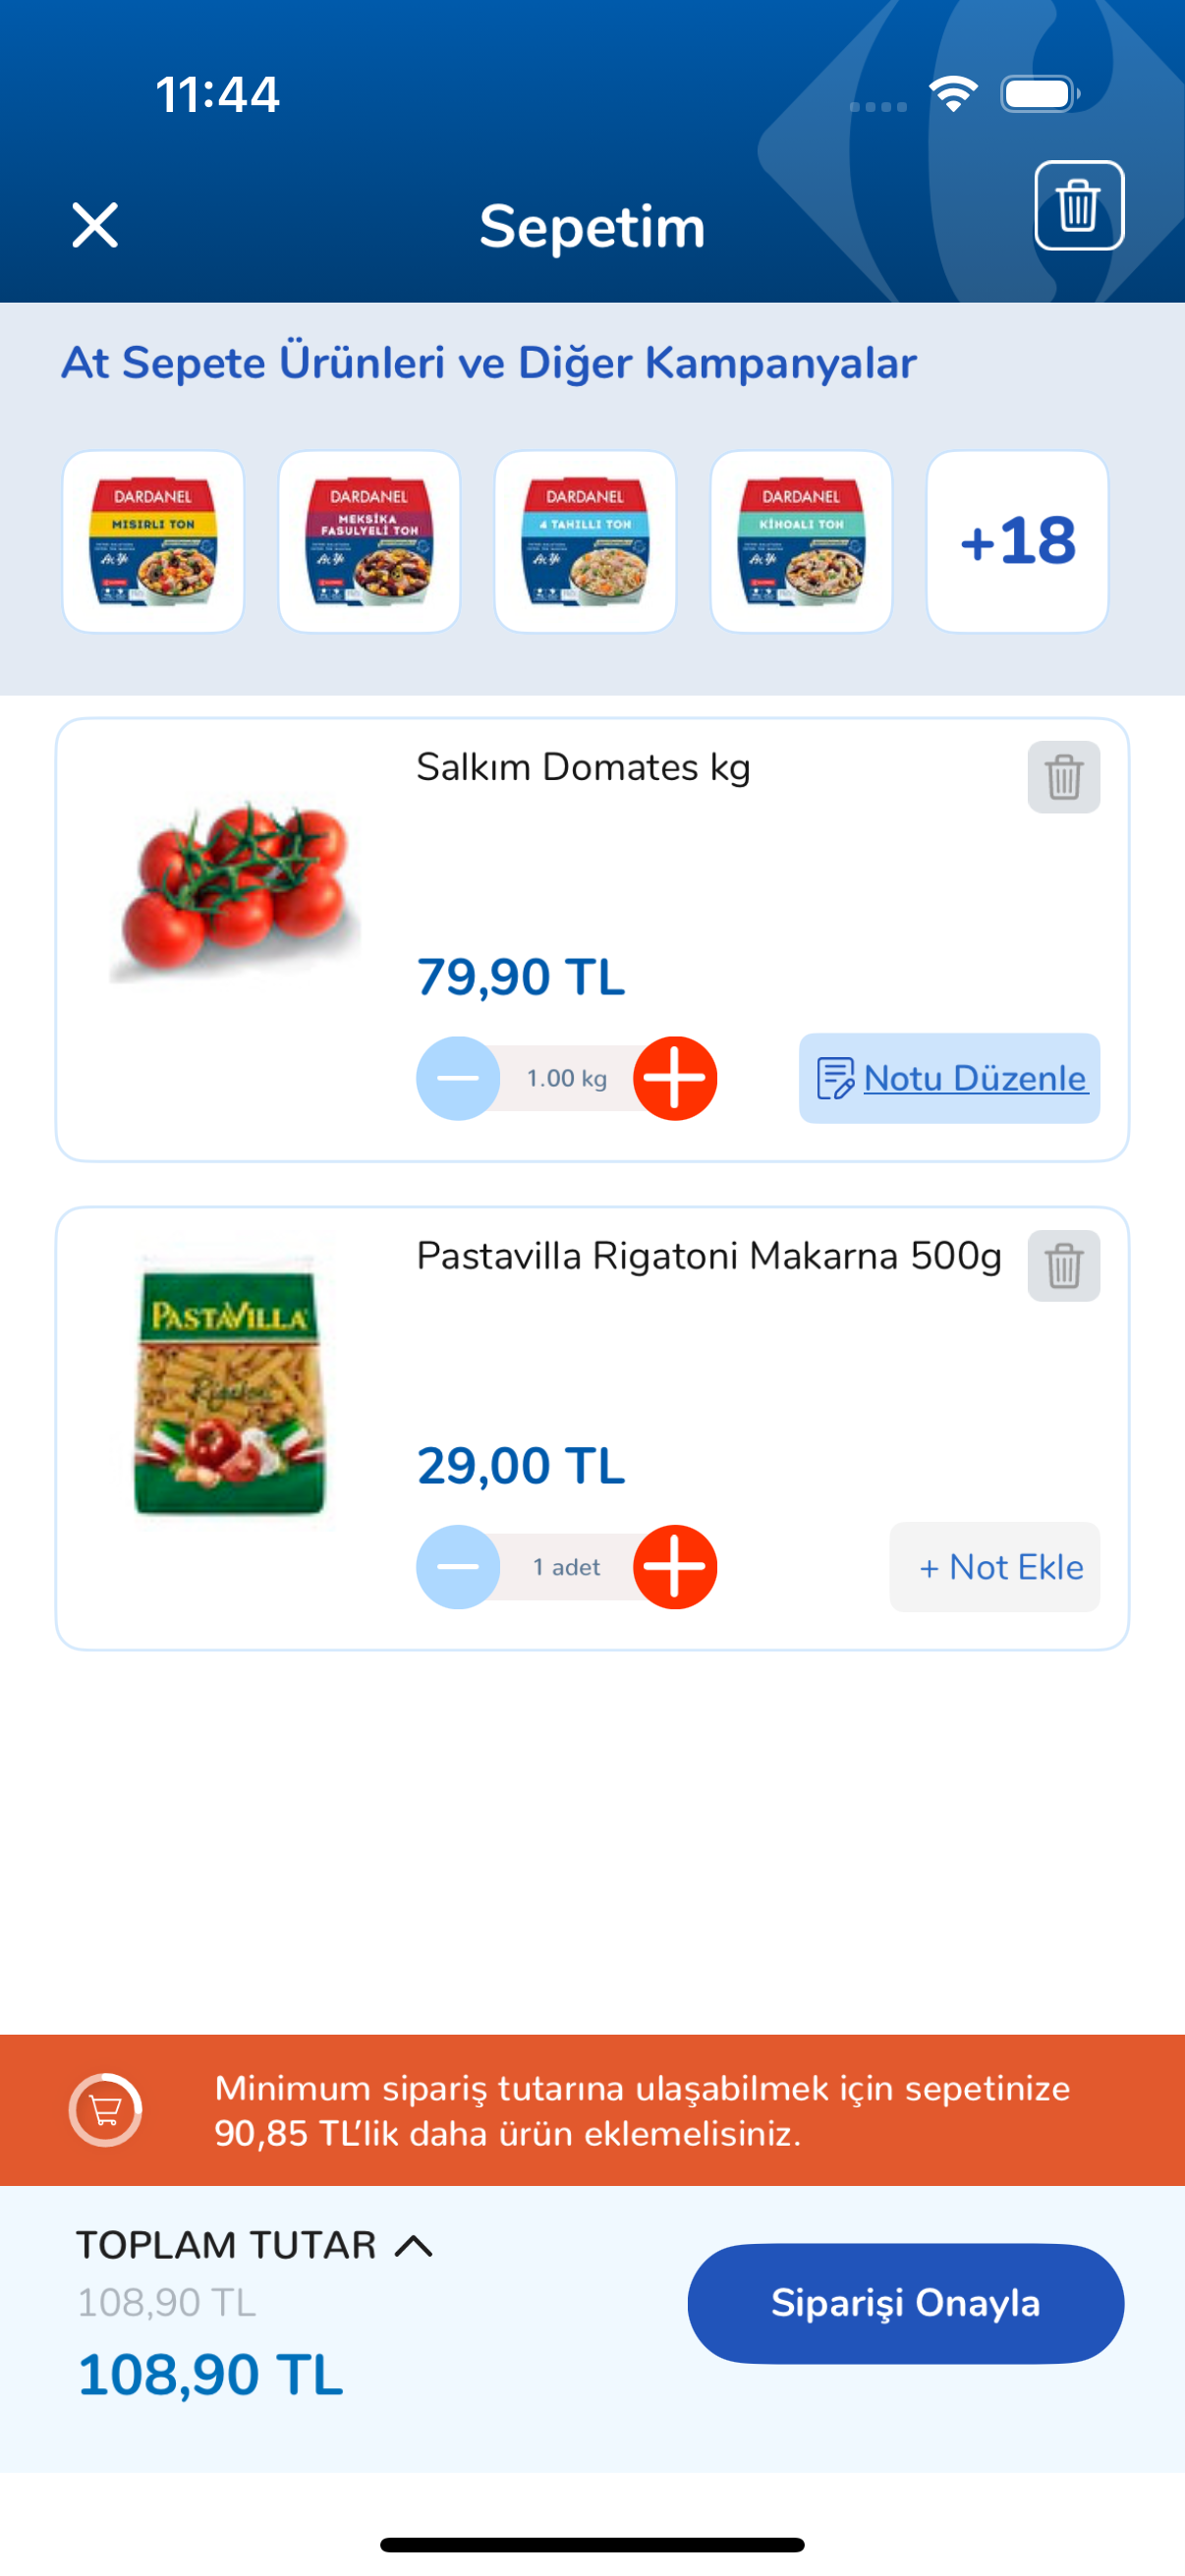 11:44
Sepetim
At Sepete Ürünleri ve Diğer Kampanyalar
DARDANEL
MISIRLI TON
DARDANEL
MEKSİKA
FASULYELİ TON
DARDANEL
4 TAHILLI TON
DARDANEL
KİNOALI TON
+18
Salkım Domates kg
79,90 TL
1.00 kg
Notu Düzenle
Pastavilla Rigatoni Makarna 500g
PASTAVILLA
Rigatoni
29,00 TL
1 adet
+ Not Ekle
Minimum sipariş tutarına ulaşabilmek için sepetinize
90,85 TL’lik daha ürün eklemelisiniz.
TOPLAM TUTAR
108,90 TL
108,90 TL
Siparişi Onayla